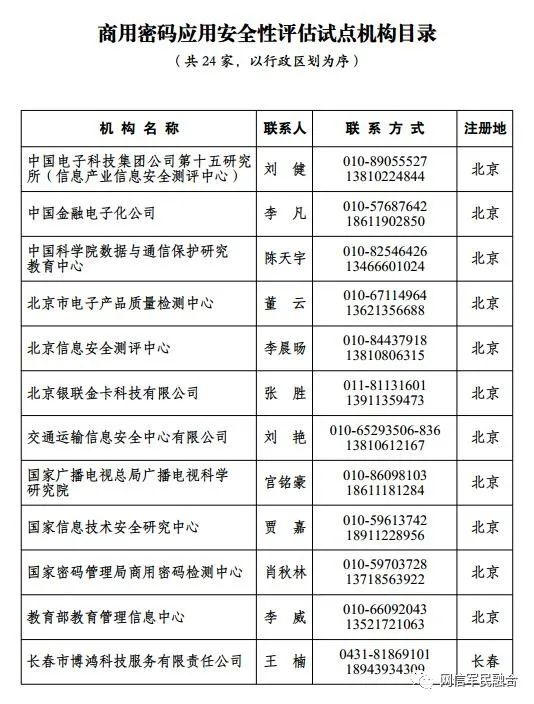 商用密码应用安全性评估试点机构目录
（共 24 家，以行政区划为序）
机 构 名 称 联系人 联 系 方 式 注册地
中国电子科技集团公司第十五研究
所（信息产业信息安全测评中心） 刘 健 010-89055527 北京
13810224844
中国金融电子化公司 李 凡 010-57687642 北京
18611902850
中国科学院数据与通信保护研究
教育中心 陈天宇 010-82546426 北京
13466601024
北京市电子产品质量检测中心 董 云 010-67114964 北京
13621356688
北京信息安全测评中心 李晨旸 010-84437918 北京
13810806315
北京银联金卡科技有限公司 张 胜 011-81131601 北京
13911359473
交通运输信息安全中心有限公司 刘 艳 010-65293506-836 北京
13810612167
国家广播电视总局广播电视科学
研究院 宫铭豪 010-86098103 北京
18611181284
国家信息技术安全研究中心 贾 嘉 010-59613742 北京
18911228956
国家密码管理局商用密码检测中心 肖秋林 010-59703728 北京
13718563922
教育部教育管理信息中心 李 威 010-66092043 北京
13521721063
长春市博鸿科技服务有限责任公司 王 楠 0431-81869101 长春
18943934309
网信军民融合